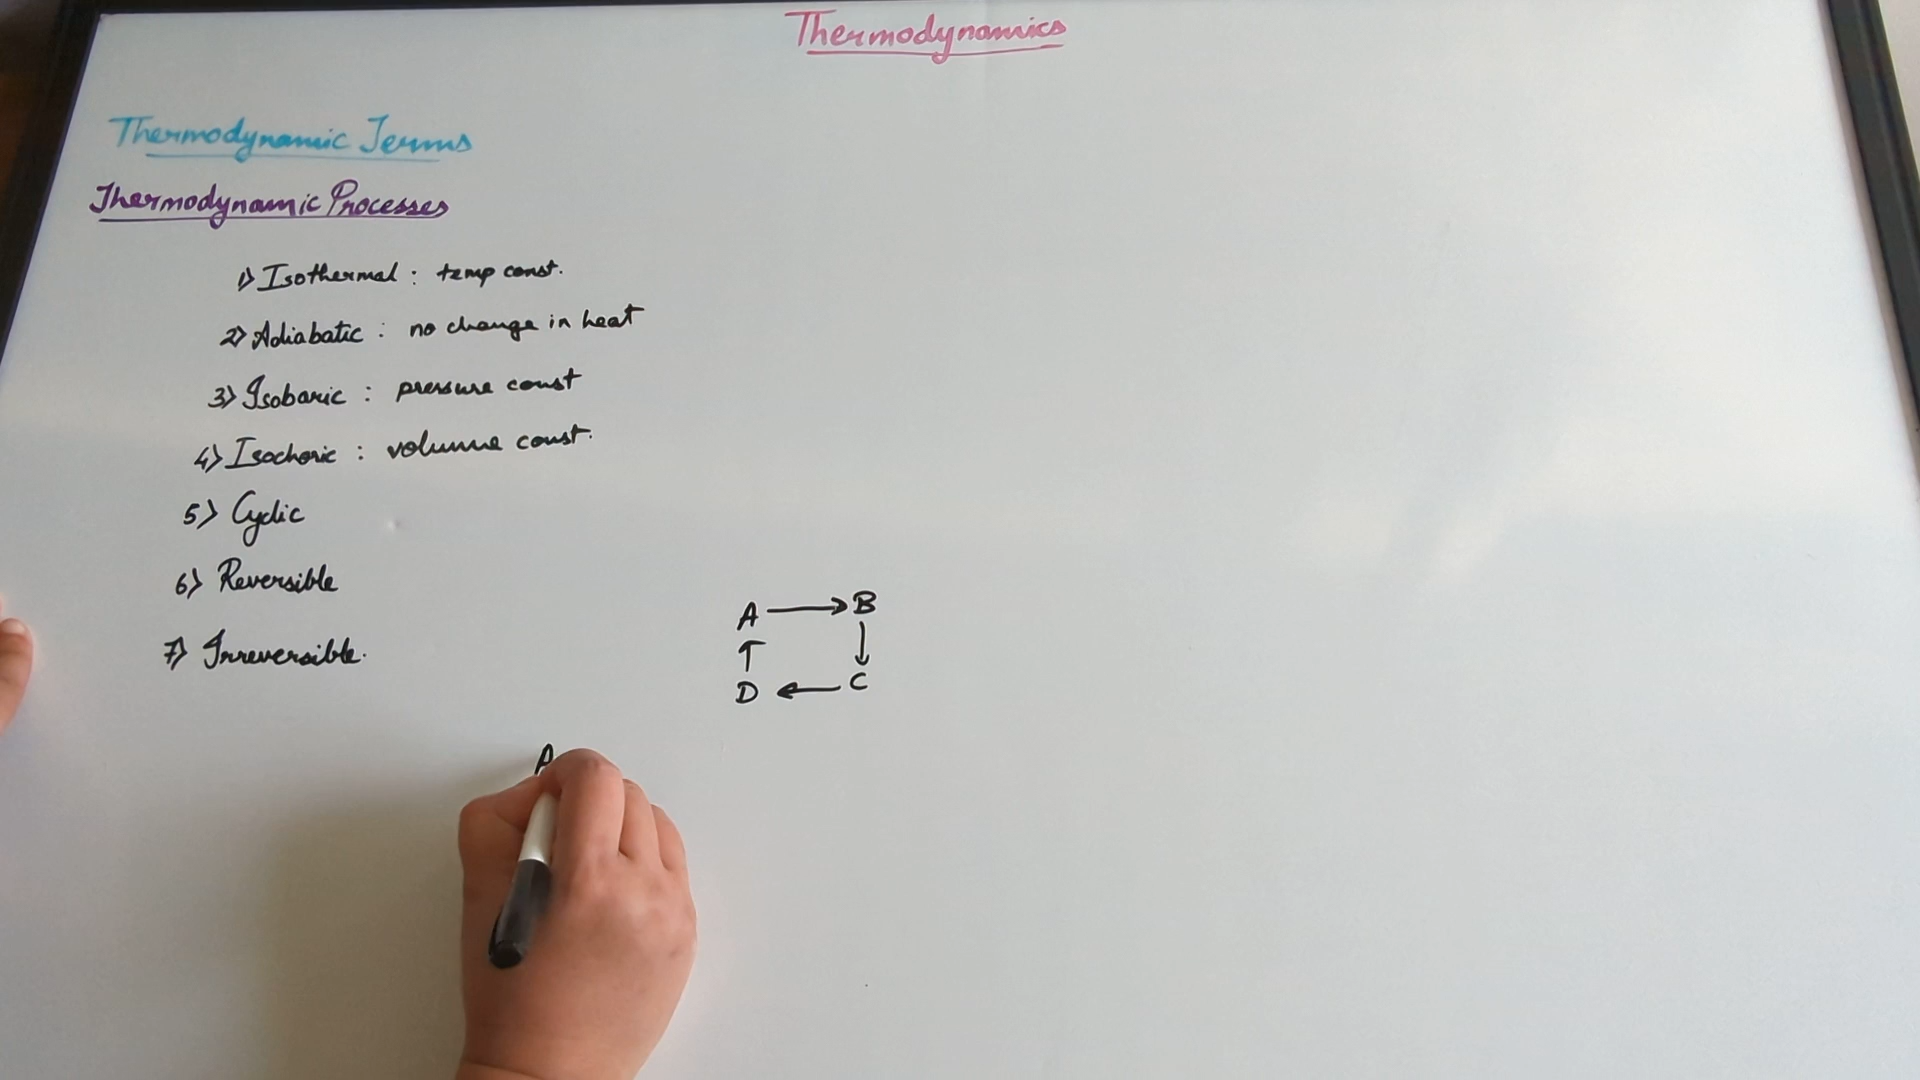 Thermodynamics
Thermodynamic Terms
Thermodynamic Processes
1) Isothermal : temp const.
2) Adiabatic : no change in heat
3) Isobaric : pressure const
4) Isochoric : volume const.
5) Cyclic
6) Reversible
7) Irreversible.
A → B
↑ ↓
D ← C
A